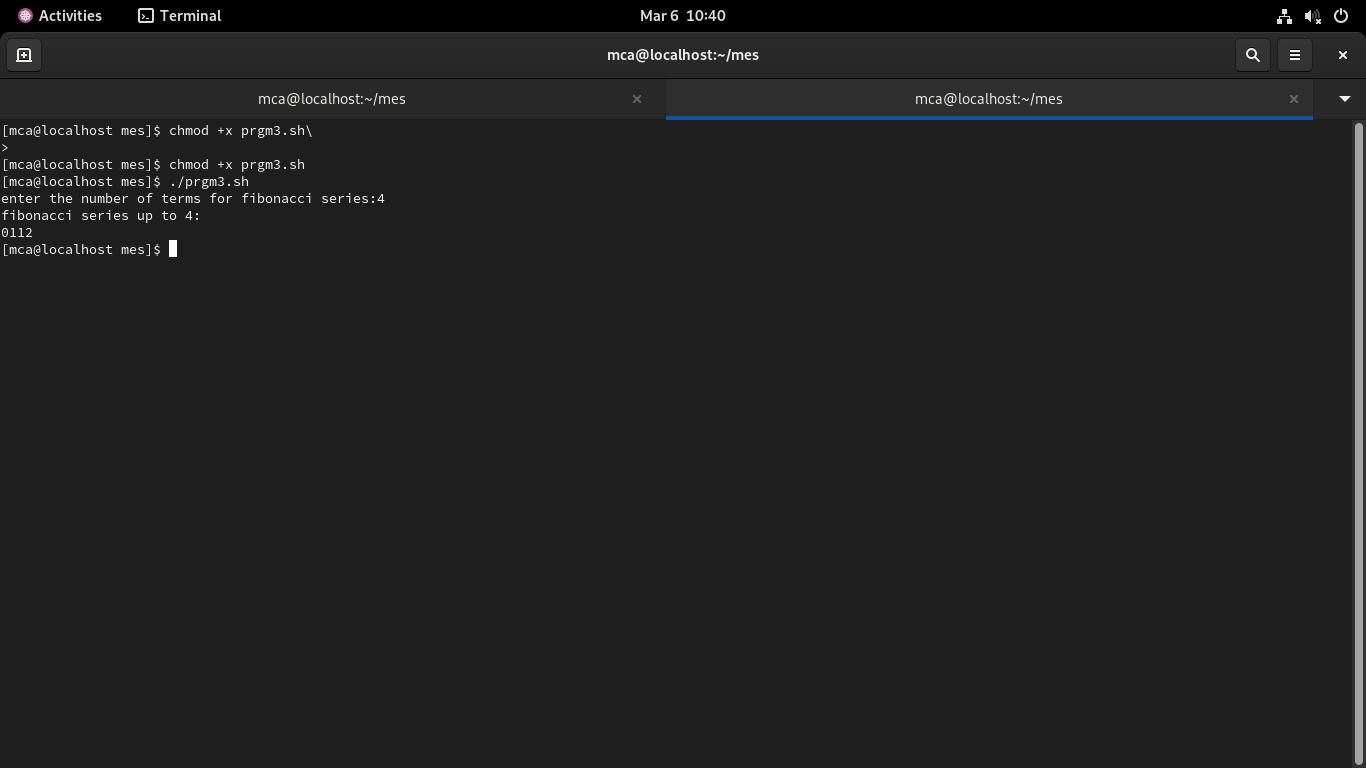 Activities
Terminal
Mar 6 10:40
mca@localhost:~/mes
mca@localhost:~/mes
mca@localhost:~/mes
[mca@localhost mes]$ chmod +x prgm3.sh\
>
[mca@localhost mes]$ chmod +x prgm3.sh
[mca@localhost mes]$ ./prgm3.sh
enter the number of terms for fibonacci series:4
fibonacci series up to 4:
0112
[mca@localhost mes]$